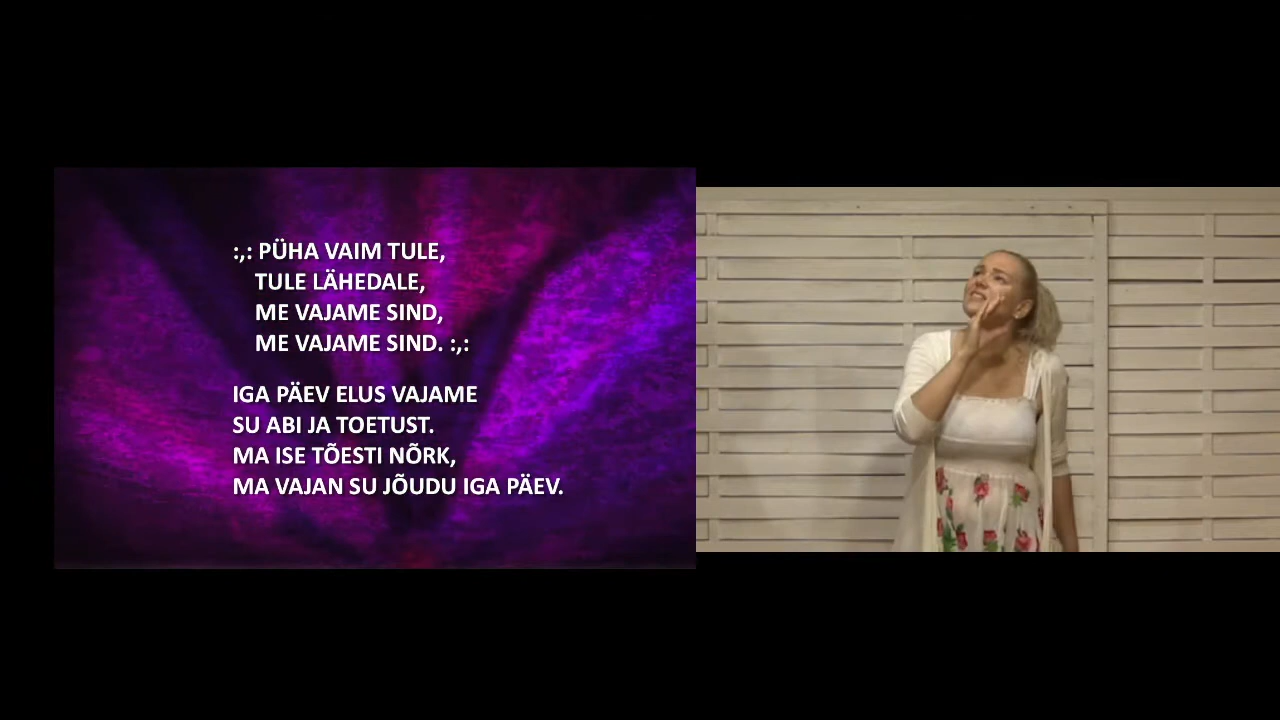 :,: PÜHA VAIM TULE,
TULE LÄHEDALE,
ME VAJAME SIND,
ME VAJAME SIND. :,:
IGA PÄEV ELUS VAJAME
SU ABI JA TOETUST.
MA ISE TÕESTI NÕRK,
MA VAJAN SU JÕUDU IGA PÄEV.